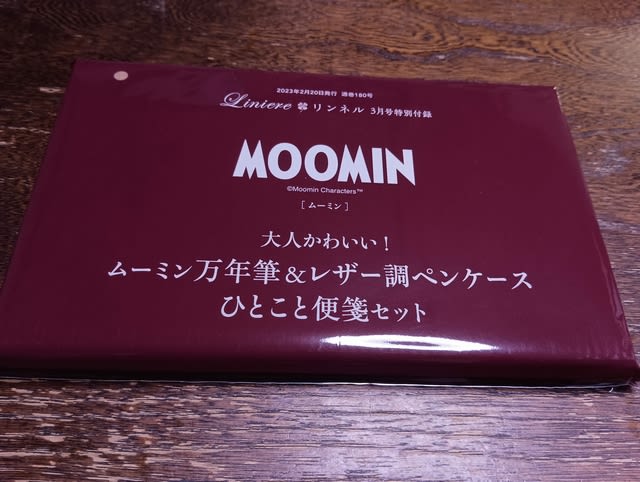 2023年2月20日発行 通巻180号
Liniere リンネル 3月号特別付録
MOOMIN
©Moomin Characters™
[ムーミン]
大人かわいい!
ムーミン万年筆&レザー調ペンケース
ひとこと便箋セット